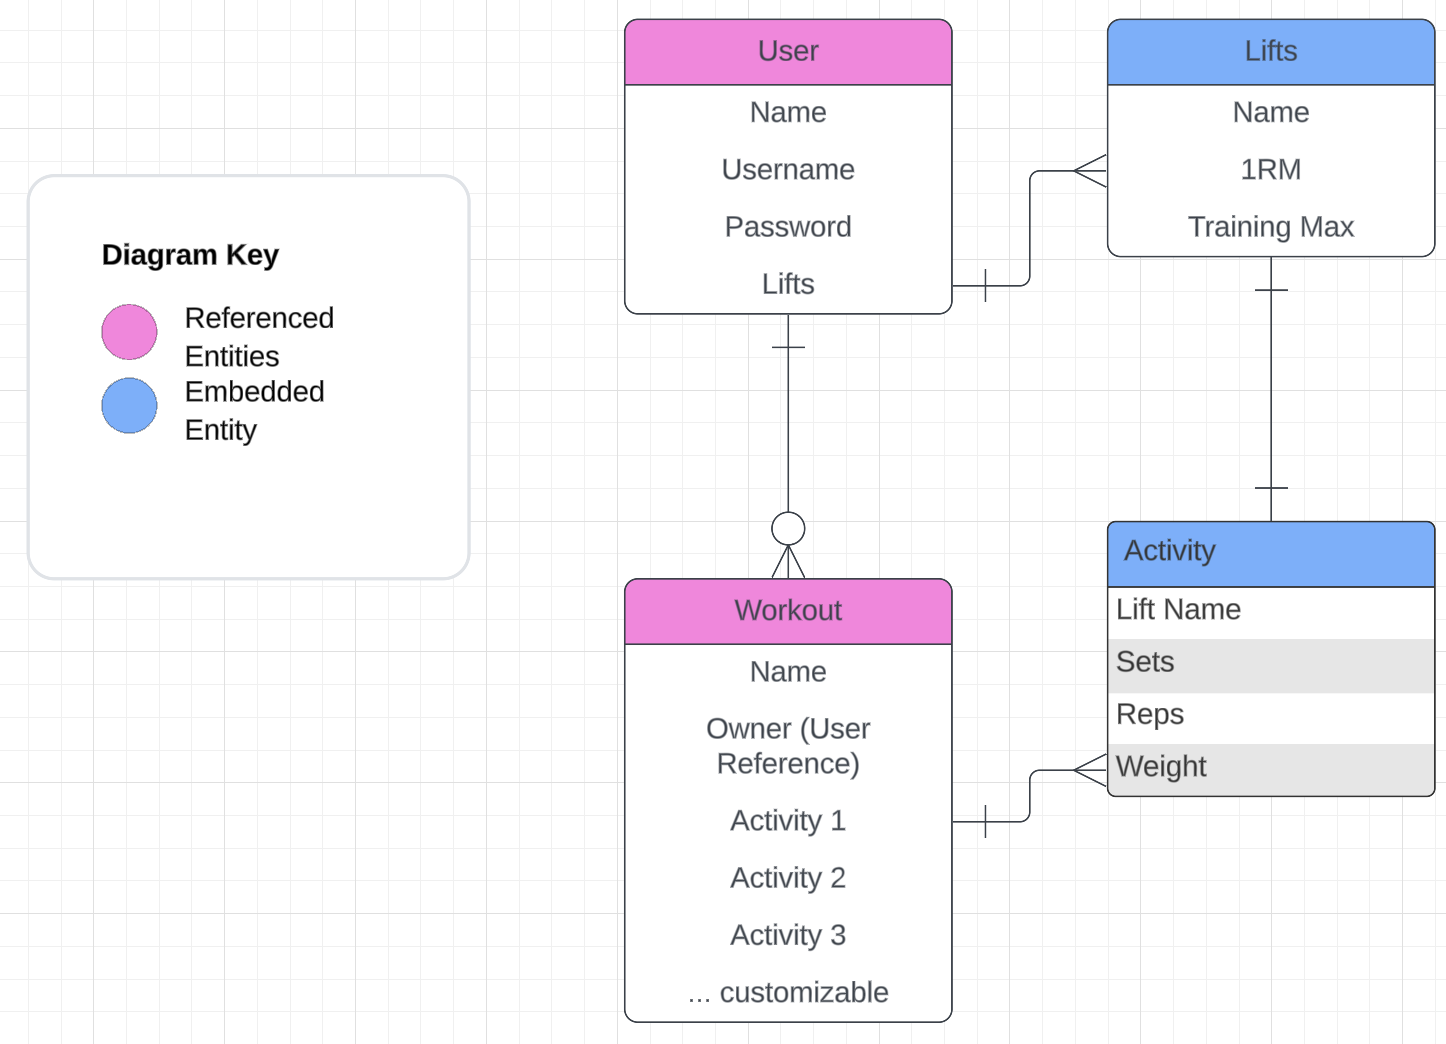 Diagram Key
Referenced
Entities
Embedded
Entity
User
Name
Username
Password
Lifts
Lifts
Name
1RM
Training Max
Workout
Name
Owner (User
Reference)
Activity 1
Activity 2
Activity 3
... customizable
Activity
Lift Name
Sets
Reps
Weight